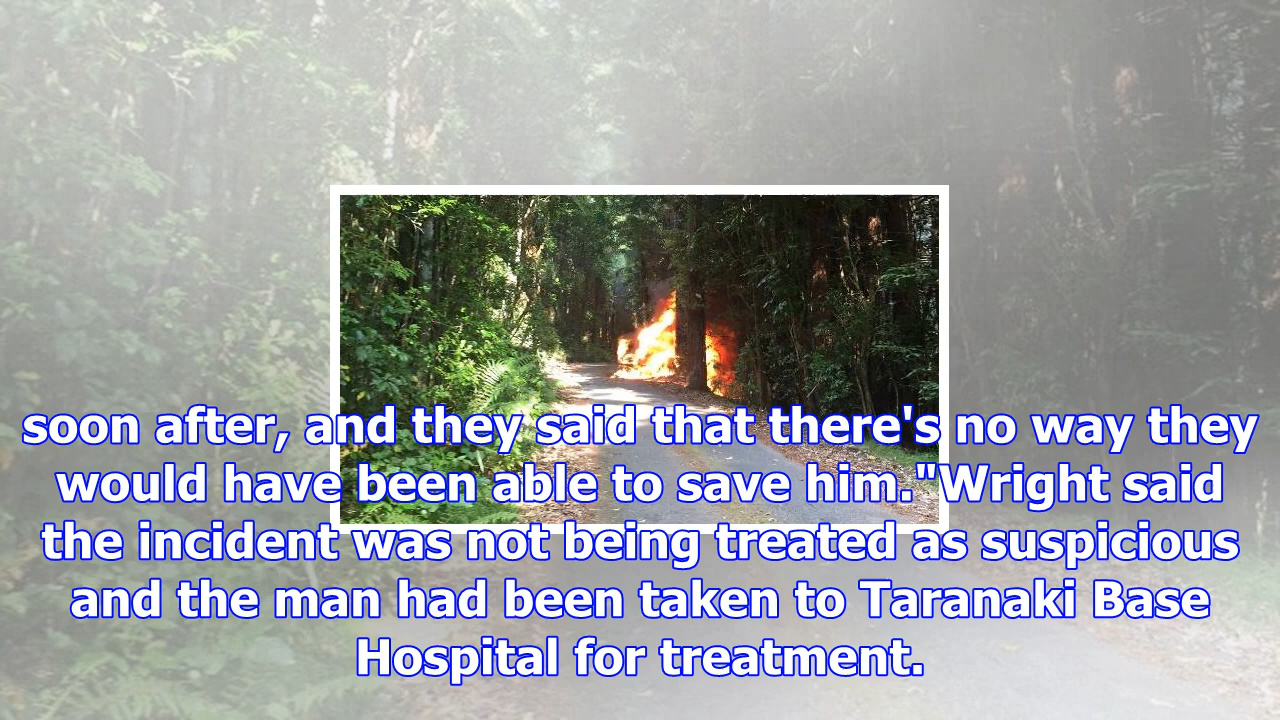 soon after, and they said that there's no way they
would have been able to save him."Wright said
the incident was not being treated as suspicious
and the man had been taken to Taranaki Base
Hospital for treatment.